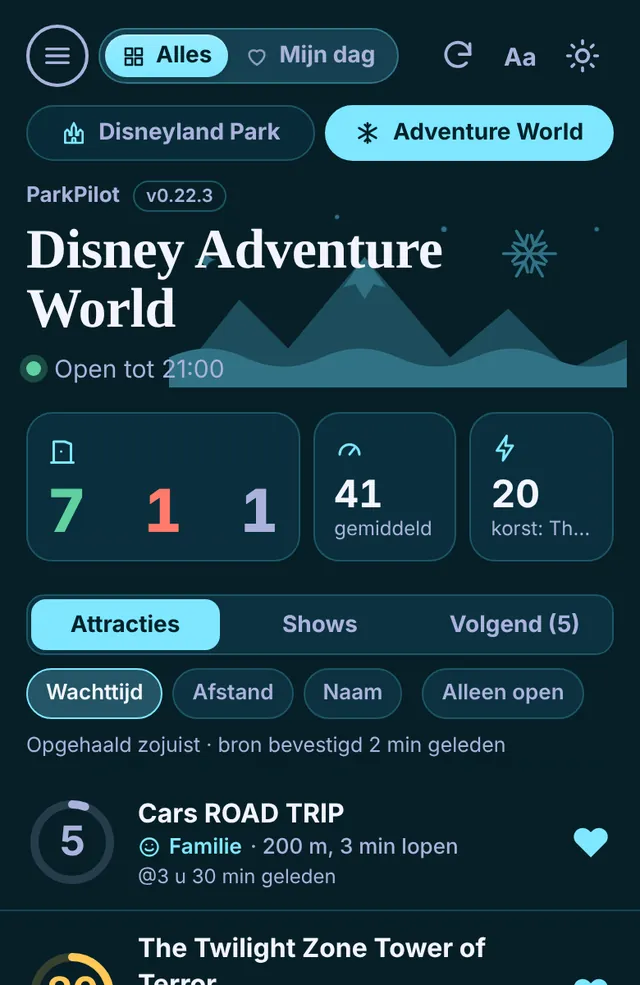 Alles
Mijn dag
Aa
Disneyland Park
Adventure World
ParkPilot
v0.22.3
Disney Adventure
World
Open tot 21:00
7 1 1
41
gemiddeld
20
korst: Th...
Attracties
Shows
Volgend (5)
Wachttijd
Afstand
Naam
Alleen open
Opgehaald zojuist · bron bevestigd 2 min geleden
5
Cars ROAD TRIP
Familie · 200 m, 3 min lopen
@3 u 30 min geleden
The Twilight Zone Tower of
Terror